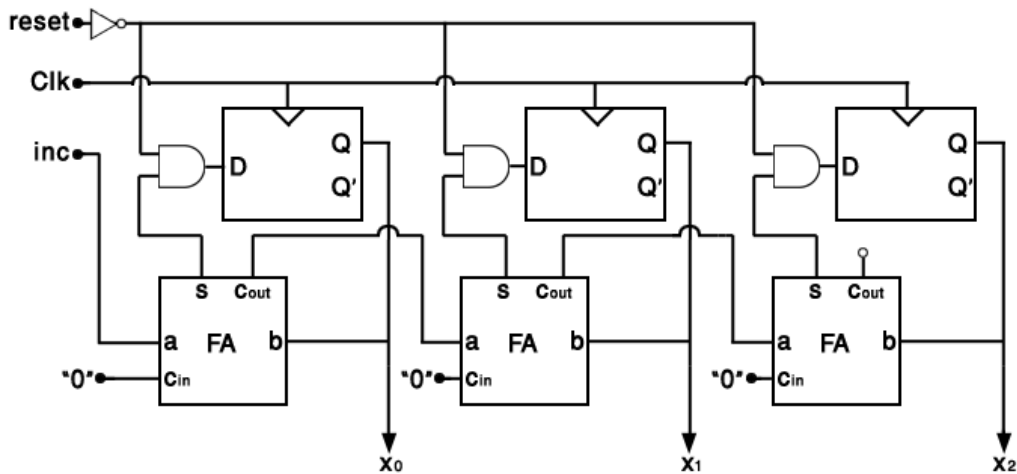 reset
Clk
inc
D Q Q'
D Q Q'
D Q Q'
S Cout
a FA b
"0" Cin
S Cout
a FA b
"0" Cin
S Cout
a FA b
"0" Cin
x0 x1 x2